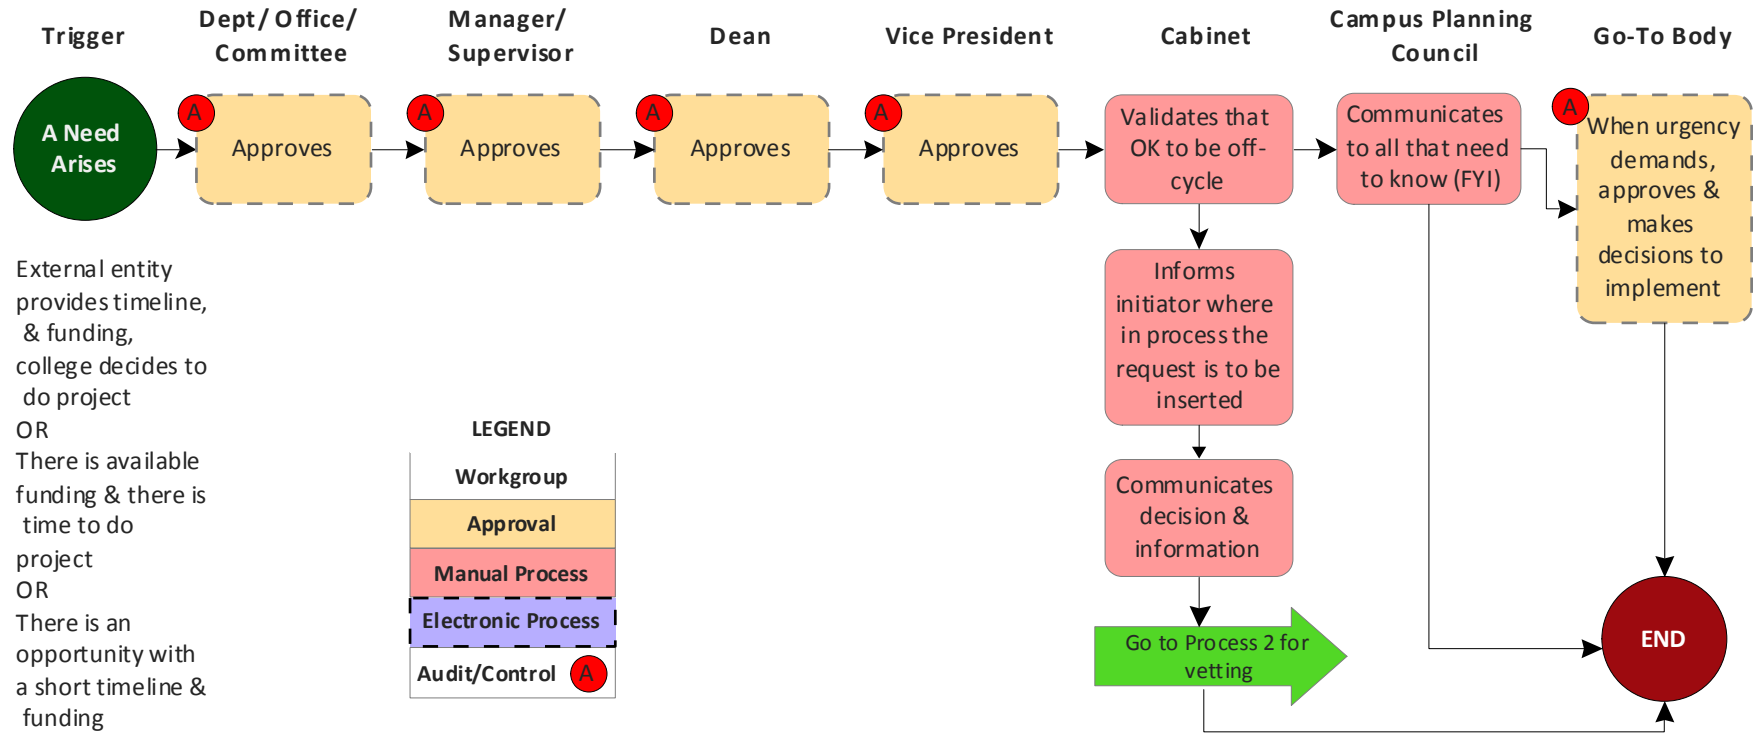 Trigger
Dept/ Office/
Committee
Manager/
Supervisor
Dean
Vice President
Cabinet
Campus Planning
Council
Go-To Body
A Need
Arises
A
Approves
A
Approves
A
Approves
A
Approves
Validates that
OK to be off-
cycle
Communicates
to all that need
to know (FYI)
A
When urgency
demands,
approves &
makes
decisions to
implement
Informs
initiator where
in process the
request is to be
inserted
Communicates
decision &
information
Go to Process 2 for
vetting
END
External entity
provides timeline,
& funding,
college decides to
do project
OR
There is available
funding & there is
time to do
project
OR
There is an
opportunity with
a short timeline &
funding
LEGEND
Workgroup
Approval
Manual Process
Electronic Process
Audit/Control A